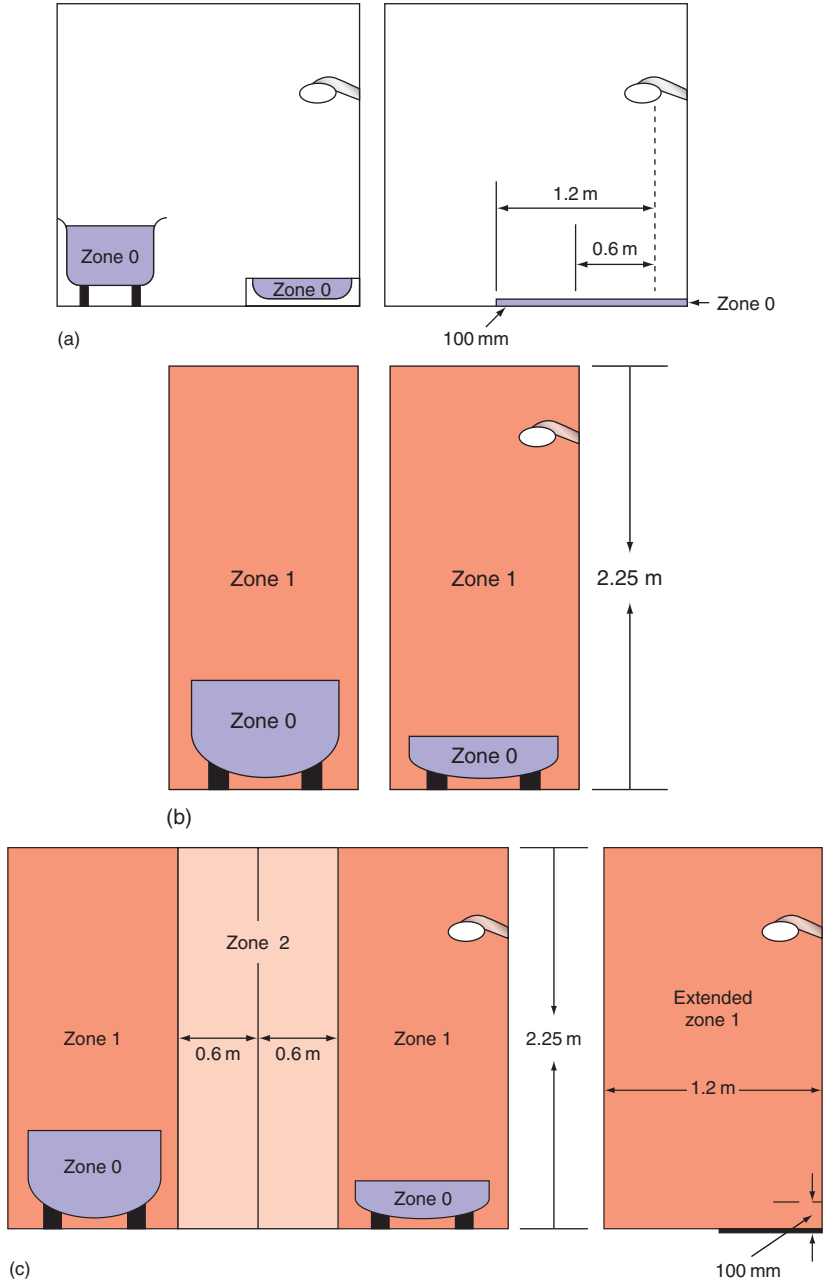 Zone 0
Zone 0
1.2 m
0.6 m
Zone 0
100 mm
(a)
Zone 1
Zone 1
2.25 m
Zone 0
Zone 0
(b)
Zone 2
Extended
zone 1
Zone 1
0.6 m
0.6 m
Zone 1
2.25 m
1.2 m
Zone 0
Zone 0
100 mm
(c)